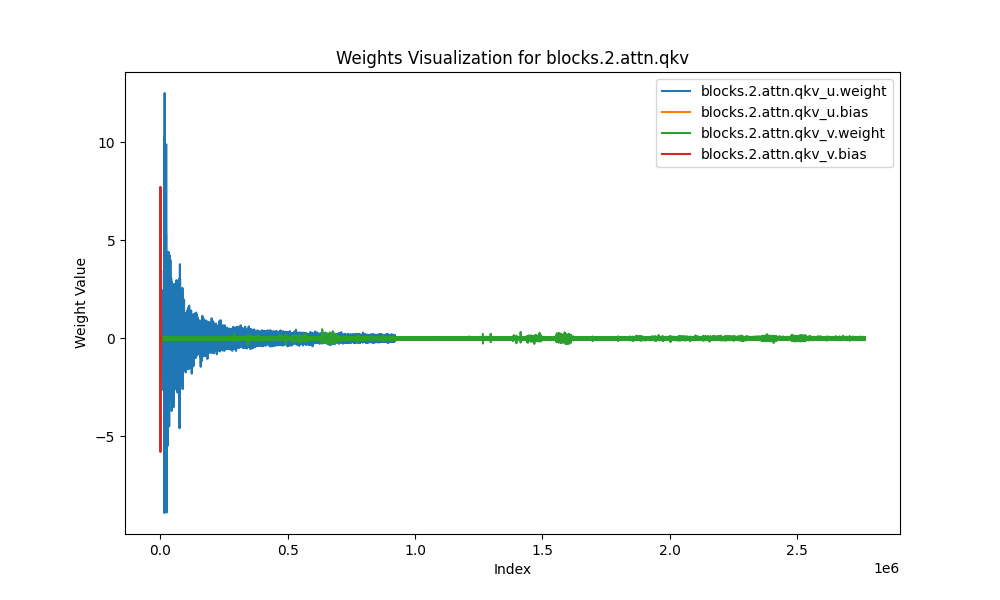 Weights Visualization for blocks.2.attn.qkv
blocks.2.attn.qkv_u.weight
blocks.2.attn.qkv_u.bias
blocks.2.attn.qkv_v.weight
blocks.2.attn.qkv_v.bias
Weight Value
10
5
0
−5
0.0 0.5 1.0 1.5 2.0 2.5
1e6
Index